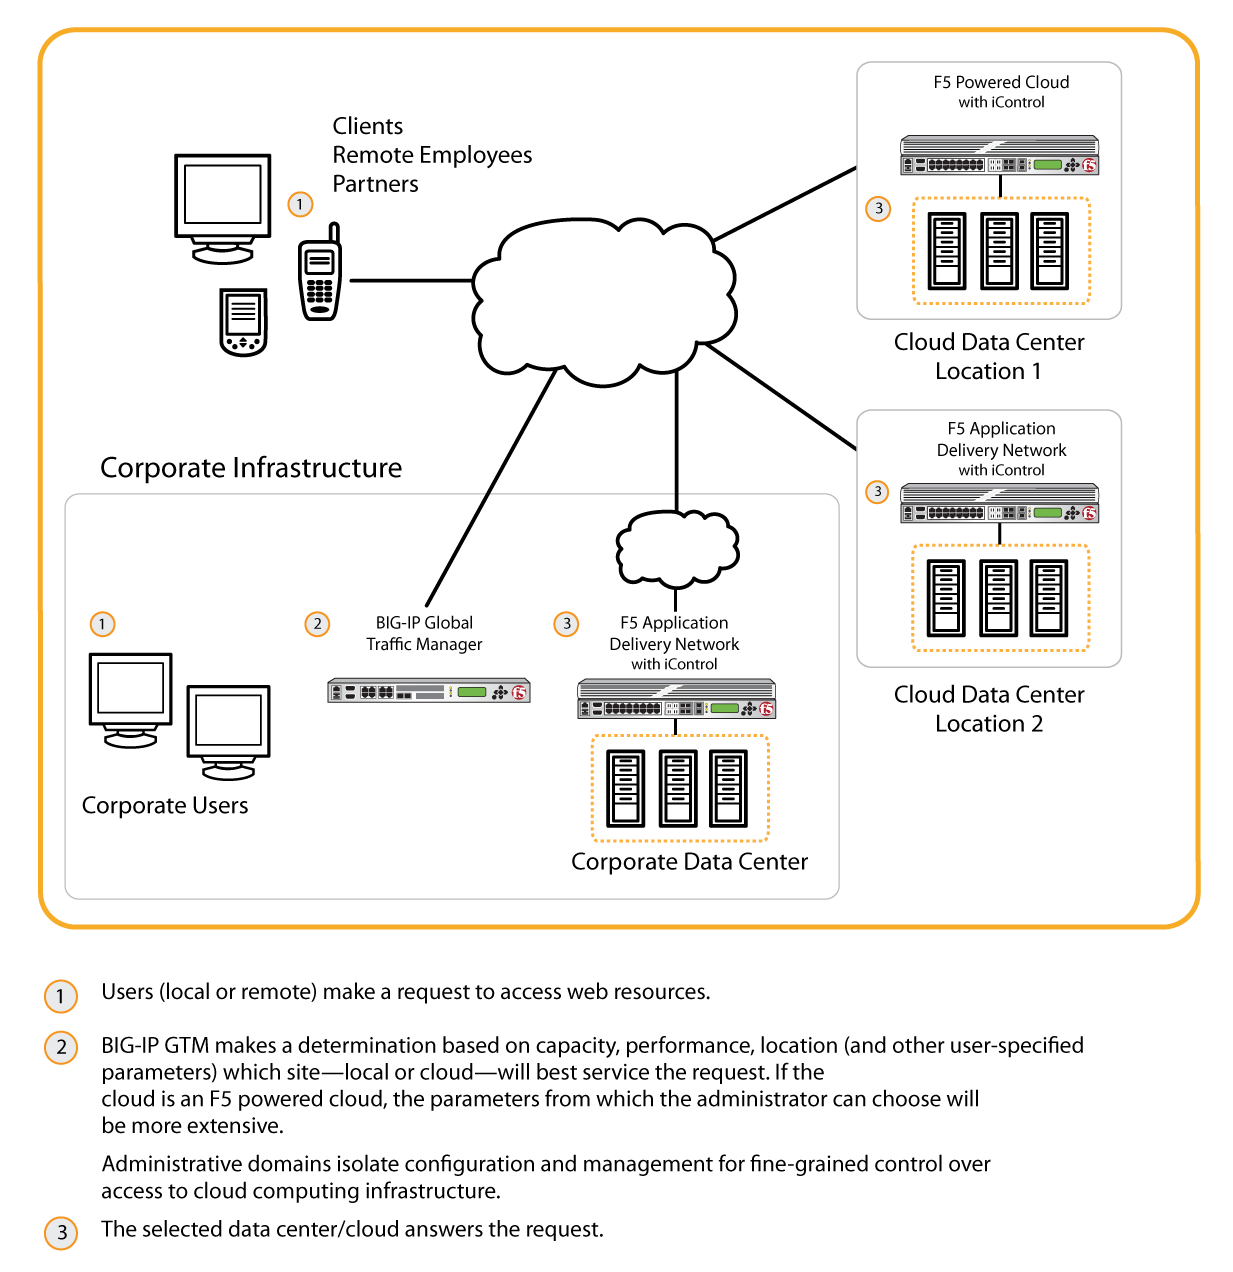 F5 Powered Cloud
with iControl
Clients
Remote Employees
Partners
1
3
f5
Cloud Data Center
Location 1
F5 Application
Delivery Network
with iControl
3
f5
Cloud Data Center
Location 2
Corporate Infrastructure
1
Corporate Users
2
BIG-IP Global
Traffic Manager
f5
3
F5 Application
Delivery Network
with iControl
f5
Corporate Data Center
1 Users (local or remote) make a request to access web resources.
2 BIG-IP GTM makes a determination based on capacity, performance, location (and other user-specified
parameters) which site—local or cloud—will best service the request. If the
cloud is an F5 powered cloud, the parameters from which the administrator can choose will
be more extensive.
Administrative domains isolate configuration and management for fine-grained control over
access to cloud computing infrastructure.
3 The selected data center/cloud answers the request.